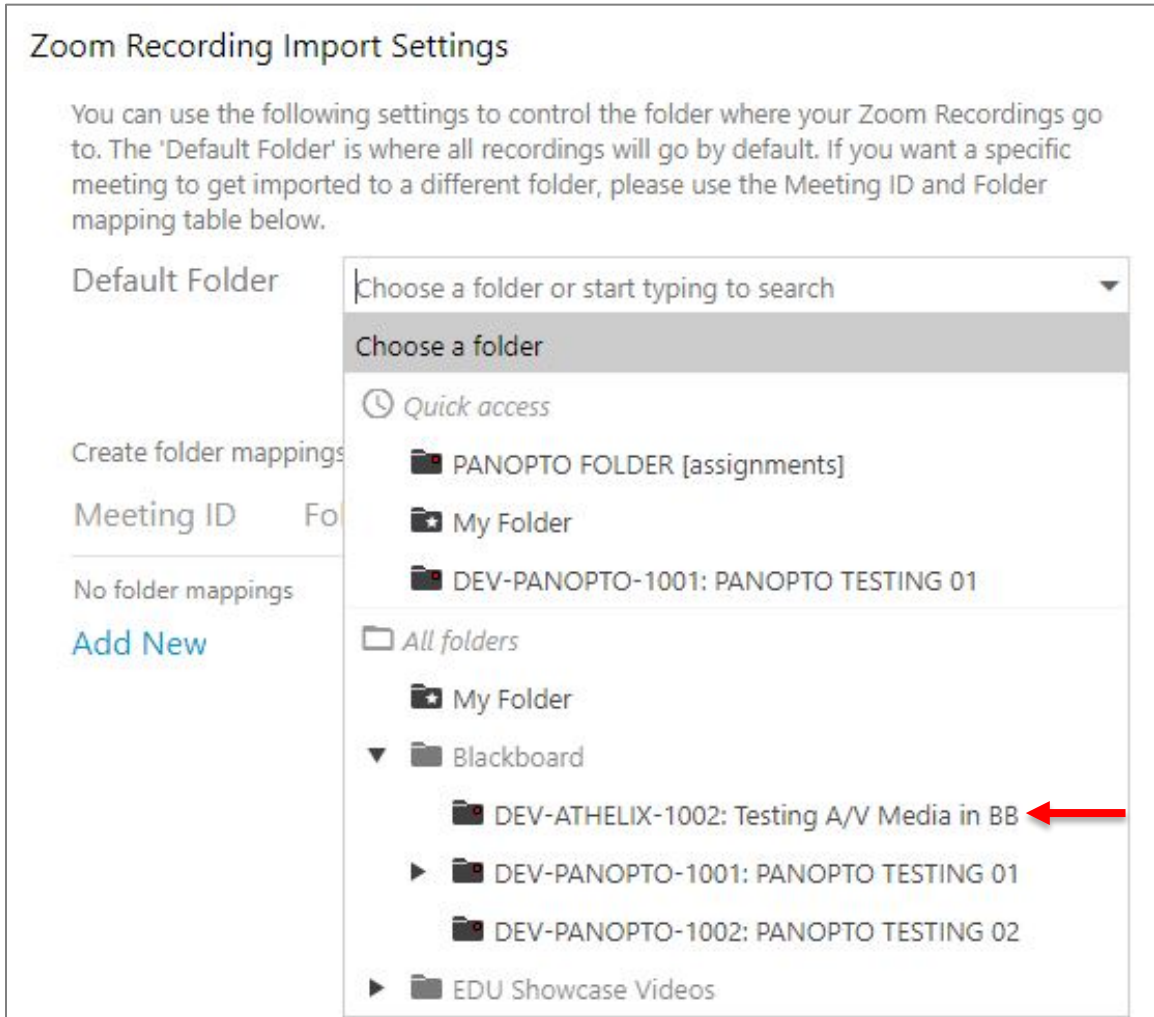 Zoom Recording Import Settings
You can use the following settings to control the folder where your Zoom Recordings go
to. The 'Default Folder' is where all recordings will go by default. If you want a specific
meeting to get imported to a different folder, please use the Meeting ID and Folder
mapping table below.
Default Folder
Choose a folder or start typing to search
Choose a folder
Quick access
PANOPTO FOLDER [assignments]
My Folder
DEV-PANOPTO-1001: PANOPTO TESTING 01
All folders
My Folder
Blackboard
DEV-ATHELIX-1002: Testing A/V Media in BB
DEV-PANOPTO-1001: PANOPTO TESTING 01
DEV-PANOPTO-1002: PANOPTO TESTING 02
EDU Showcase Videos
Create folder mappings
Meeting ID Fol
No folder mappings
Add New